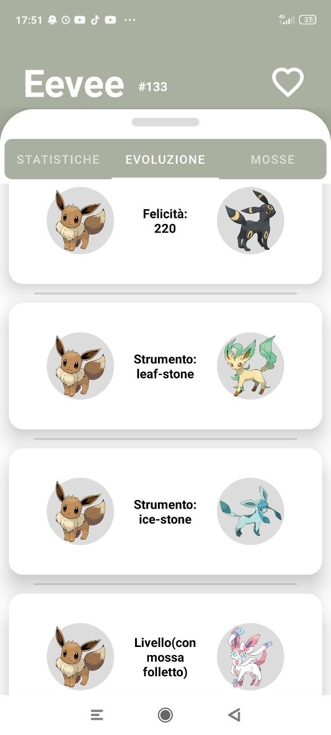 17:51
4G 37
Eevee #133
STATISTICHE EVOLUZIONE MOSSE
Felicità:
220
Strumento:
leaf-stone
Strumento:
ice-stone
Livello(con
mossa
folletto)